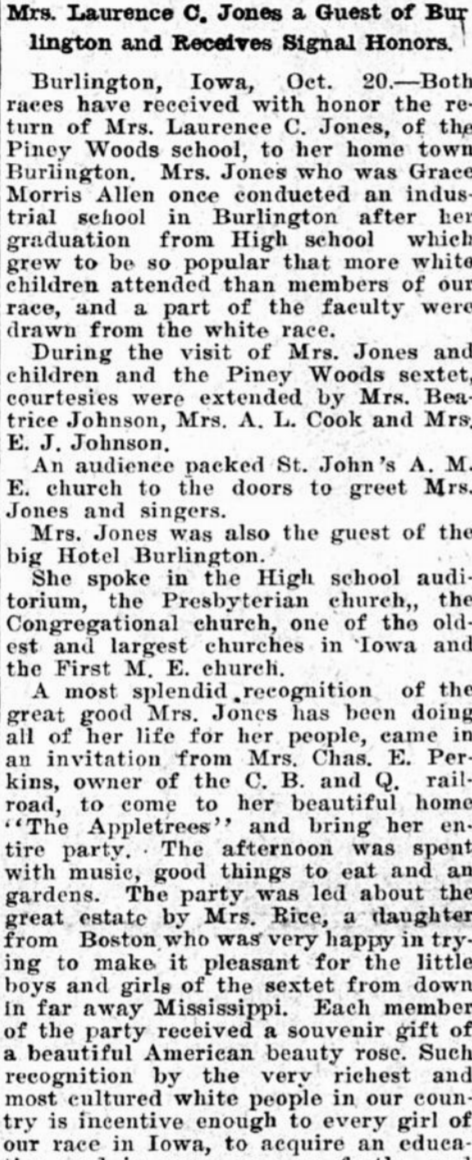 Mrs. Laurence C. Jones a Guest of Bur
lington and Receives Signal Honors.
Burlington, Iowa, Oct. 20.—Both
races have received with honor the re-
turn of Mrs. Laurence C. Jones, of the
Piney Woods school, to her home town
Burlington. Mrs. Jones who was Grace
Morris Allen once conducted an indus-
trial school in Burlington after her
graduation from High school which
grew to be so popular that more white
children attended than members of our
race, and a part of the faculty were
drawn from the white race.
During the visit of Mrs. Jones and
children and the Piney Woods sextet,
courtesies were extended by Mrs. Bea-
trice Johnson, Mrs. A. L. Cook and Mrs.
E. J. Johnson.
An audience packed St. John's A. M.
E. church to the doors to greet Mrs.
Jones and singers.
Mrs. Jones was also the guest of the
big Hotel Burlington.
She spoke in the High school audi-
torium, the Presbyterian church,, the
Congregational church, one of the old-
est and largest churches in Iowa and
the First M. E. church.
A most splendid recognition of the
great good Mrs. Jones has been doing
all of her life for her people, came in
an invitation from Mrs. Chas. E. Per-
kins, owner of the C. B. and Q. rail-
road, to come to her beautiful home
"The Appletrees" and bring her en-
tire party. The afternoon was spent
with music, good things to eat and an
gardens. The party was led about the
great estate by Mrs. Rice, a daughter
from Boston who was very happy in try-
ing to make it pleasant for the little
boys and girls of the sextet from down
in far away Mississippi. Each member
of the party received a souvenir gift of
a beautiful American beauty rose. Such
recognition by the very richest and
most cultured white people in our coun-
try is incentive enough to every girl of
our race in Iowa, to acquire an educa-